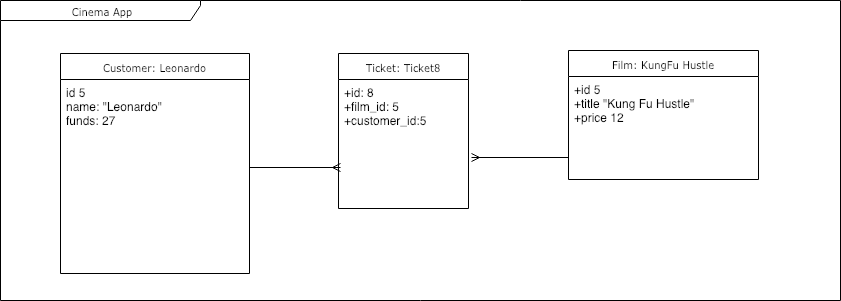 Cinema App
Customer: Leonardo
id 5
name: "Leonardo"
funds: 27
Ticket: Ticket8
+id: 8
+film_id: 5
+customer_id:5
Film: KungFu Hustle
+id 5
+title "Kung Fu Hustle"
+price 12